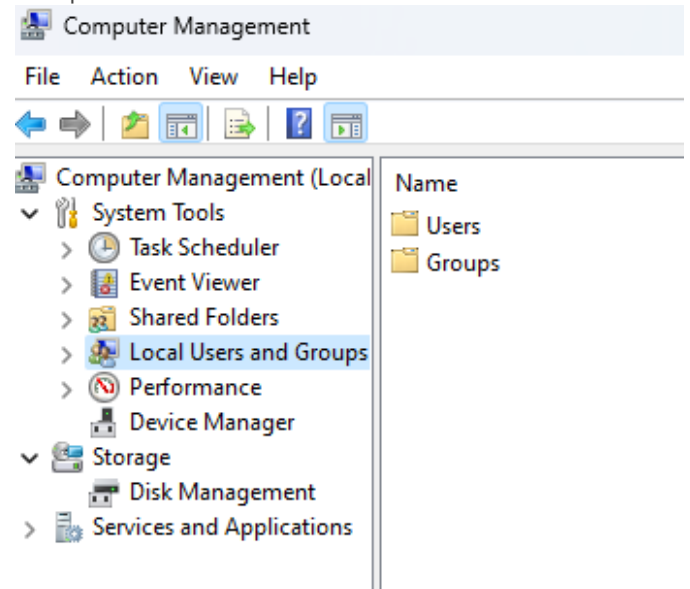 Computer Management
File Action View Help
Computer Management (Local
System Tools
Task Scheduler
Event Viewer
Shared Folders
Local Users and Groups
Performance
Device Manager
Storage
Disk Management
Services and Applications
Name
Users
Groups